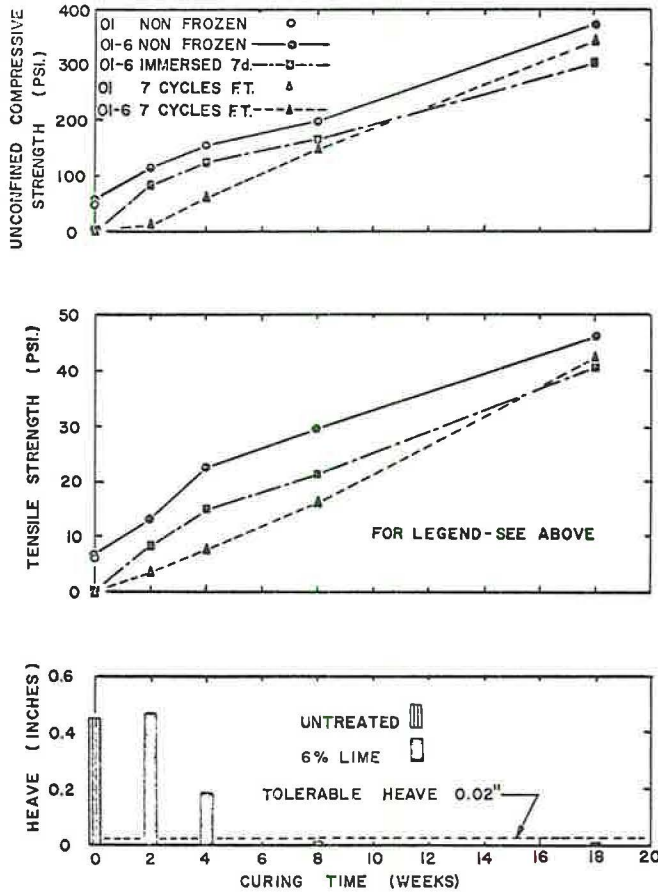 400
300
200
100
0
UNCONFINED COMPRESSIVE
STRENGTH (PSI.)
OI NON FROZEN
OI-6 NON FROZEN
OI-6 IMMERSED 7d.
OI 7 CYCLES F.T.
OI-6 7 CYCLES F.T.
50
40
30
20
10
0
TENSILE STRENGTH (PSI.)
FOR LEGEND-SEE ABOVE
0.6
0.4
0.2
0
HEAVE (INCHES)
UNTREATED
6% LIME
TOLERABLE HEAVE 0.02"
0 2 4 6 8 10 12 14 16 18 20
CURING TIME (WEEKS)